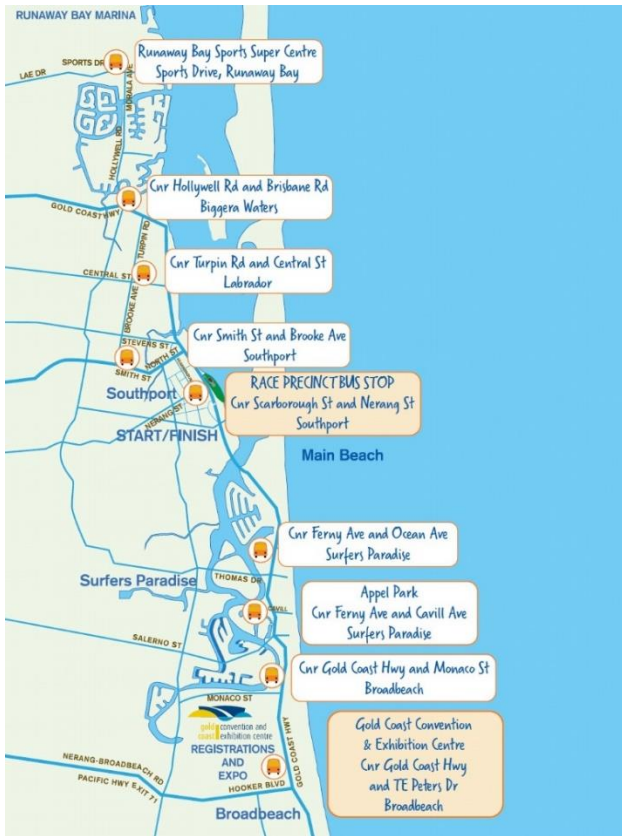 RUNAWAY BAY MARINA
Runaway Bay Sports Super Centre
Sports Drive, Runaway Bay
SPORTS DR
LAE DR
MORALA AVE
HOLLYWELL RD
Cnr Hollywell Rd and Brisbane Rd
Biggera Waters
GOLD COAST HWY
TURPIN RD
Cnr Turpin Rd and Central St
Labrador
CENTRAL ST
BROOKE AVE
STEVENS ST
NORTH ST
Cnr Smith St and Brooke Ave
Southport
SMITH ST
Southport
RACE PRECINCT BUS STOP
Cnr Scarborough St and Nerang St
Southport
NERANG ST
START/FINISH
Main Beach
Cnr Ferny Ave and Ocean Ave
Surfers Paradise
THOMAS DR
Surfers Paradise
Appel Park
Cnr Ferny Ave and Cavill Ave
Surfers Paradise
CAVILL
SALERNO ST
Cnr Gold Coast Hwy and Monaco St
Broadbeach
MONACO ST
gold convention and
coast exhibition centre
REGISTRATIONS
AND
EXPO
GOLD COAST HWY
Gold Coast Convention
& Exhibition Centre
Cnr Gold Coast Hwy
and TE Peters Dr
Broadbeach
NERANG-BROADBEACH RD
PACIFIC HWY EXIT 71
HOOKER BLVD
Broadbeach